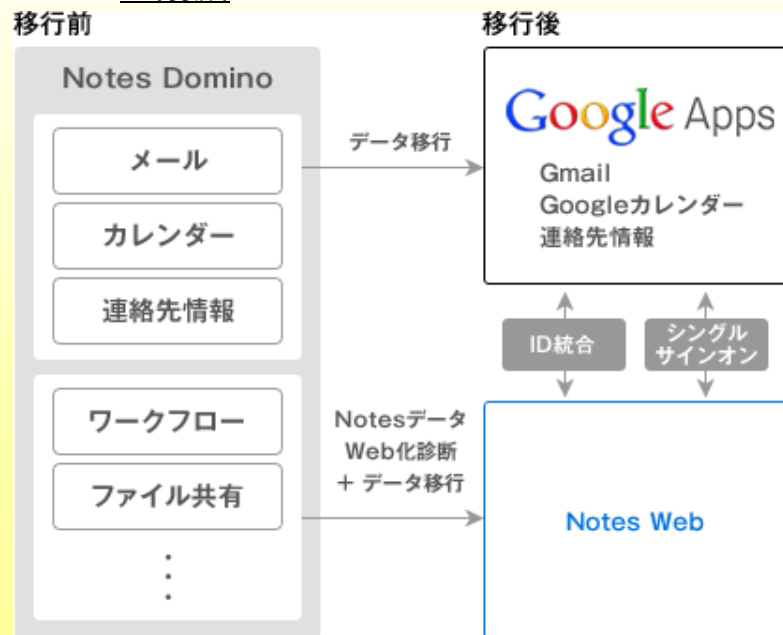 移行前
移行後
Notes Domino
メール
カレンダー
連絡先情報
データ移行
Google Apps
Gmail
Googleカレンダー
連絡先情報
ID統合
シングル
サインオン
ワークフロー
ファイル共有
Notesデータ
Web化診断
+ データ移行
Notes Web